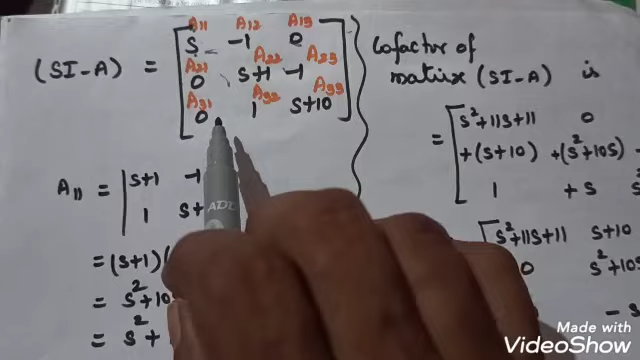 A11 A12 A13
S -1 0
A21 A22 A23
(SI-A) = 0 S+1 -1
A31 A32 A33
0 1 S+10
A11 = S+1 -1
1 S+
= (S+1)(
= S²+10
= S²+
Cofactor of
matrix (SI-A) is
= S²+11S+11 0
+(S+10) +(S²+10S) -
1 +S S²
S²+11S+11 S+10
0 S²+10S
-S
ADD
Made with
VideoShow